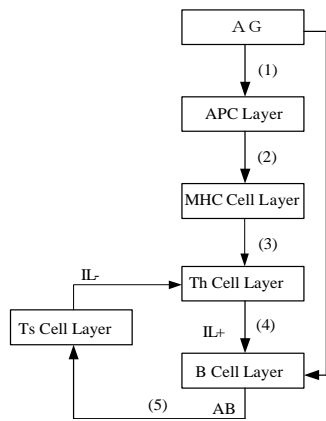 A G
(1)
APC Layer
(2)
MHC Cell Layer
(3)
IL-
Th Cell Layer
Ts Cell Layer
IL+
(4)
B Cell Layer
(5)
AB